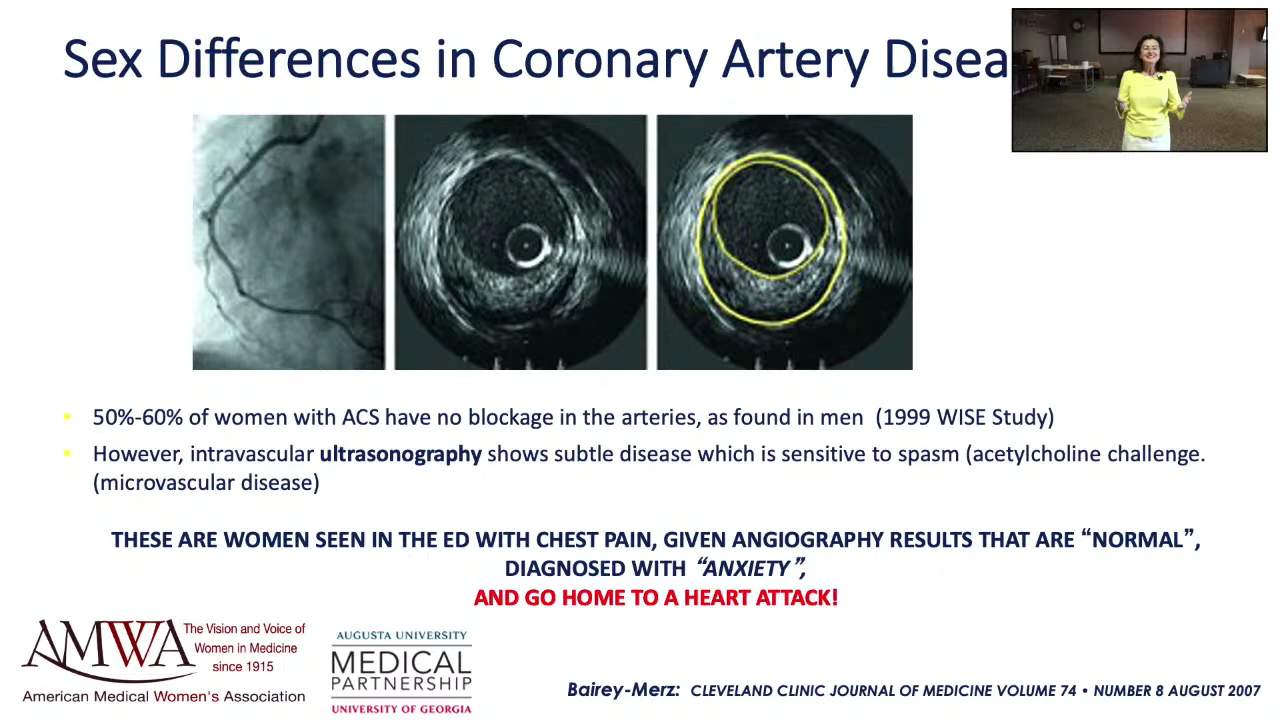 Sex Differences in Coronary Artery Disea
• 50%-60% of women with ACS have no blockage in the arteries, as found in men (1999 WISE Study)
• However, intravascular ultrasonography shows subtle disease which is sensitive to spasm (acetylcholine challenge.
(microvascular disease)
THESE ARE WOMEN SEEN IN THE ED WITH CHEST PAIN, GIVEN ANGIOGRAPHY RESULTS THAT ARE “NORMAL”,
DIAGNOSED WITH “ANXIETY”,
AND GO HOME TO A HEART ATTACK!
AMWA
The Vision and Voice of
Women in Medicine
since 1915
American Medical Women's Association
AUGUSTA UNIVERSITY
MEDICAL
PARTNERSHIP
UNIVERSITY OF GEORGIA
Bairey-Merz: CLEVELAND CLINIC JOURNAL OF MEDICINE VOLUME 74 • NUMBER 8 AUGUST 2007